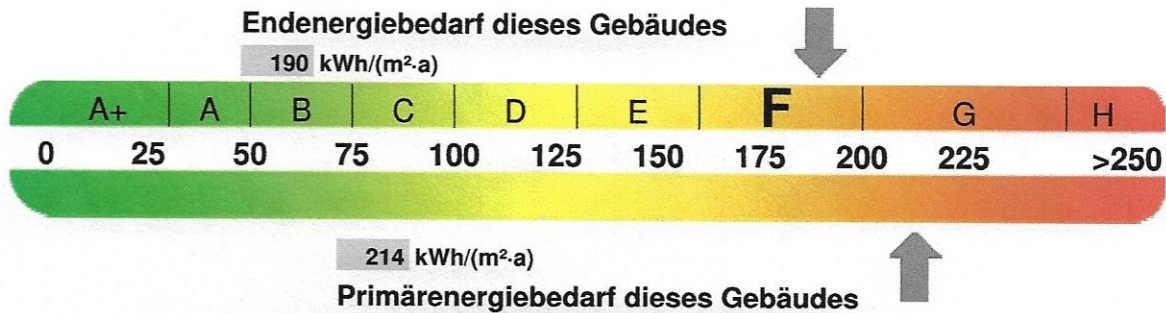 Endenergiebedarf dieses Gebäudes
190 kWh/(m²·a)
A+ A B C D E F G H
0 25 50 75 100 125 150 175 200 225 >250
214 kWh/(m²·a)
Primärenergiebedarf dieses Gebäudes